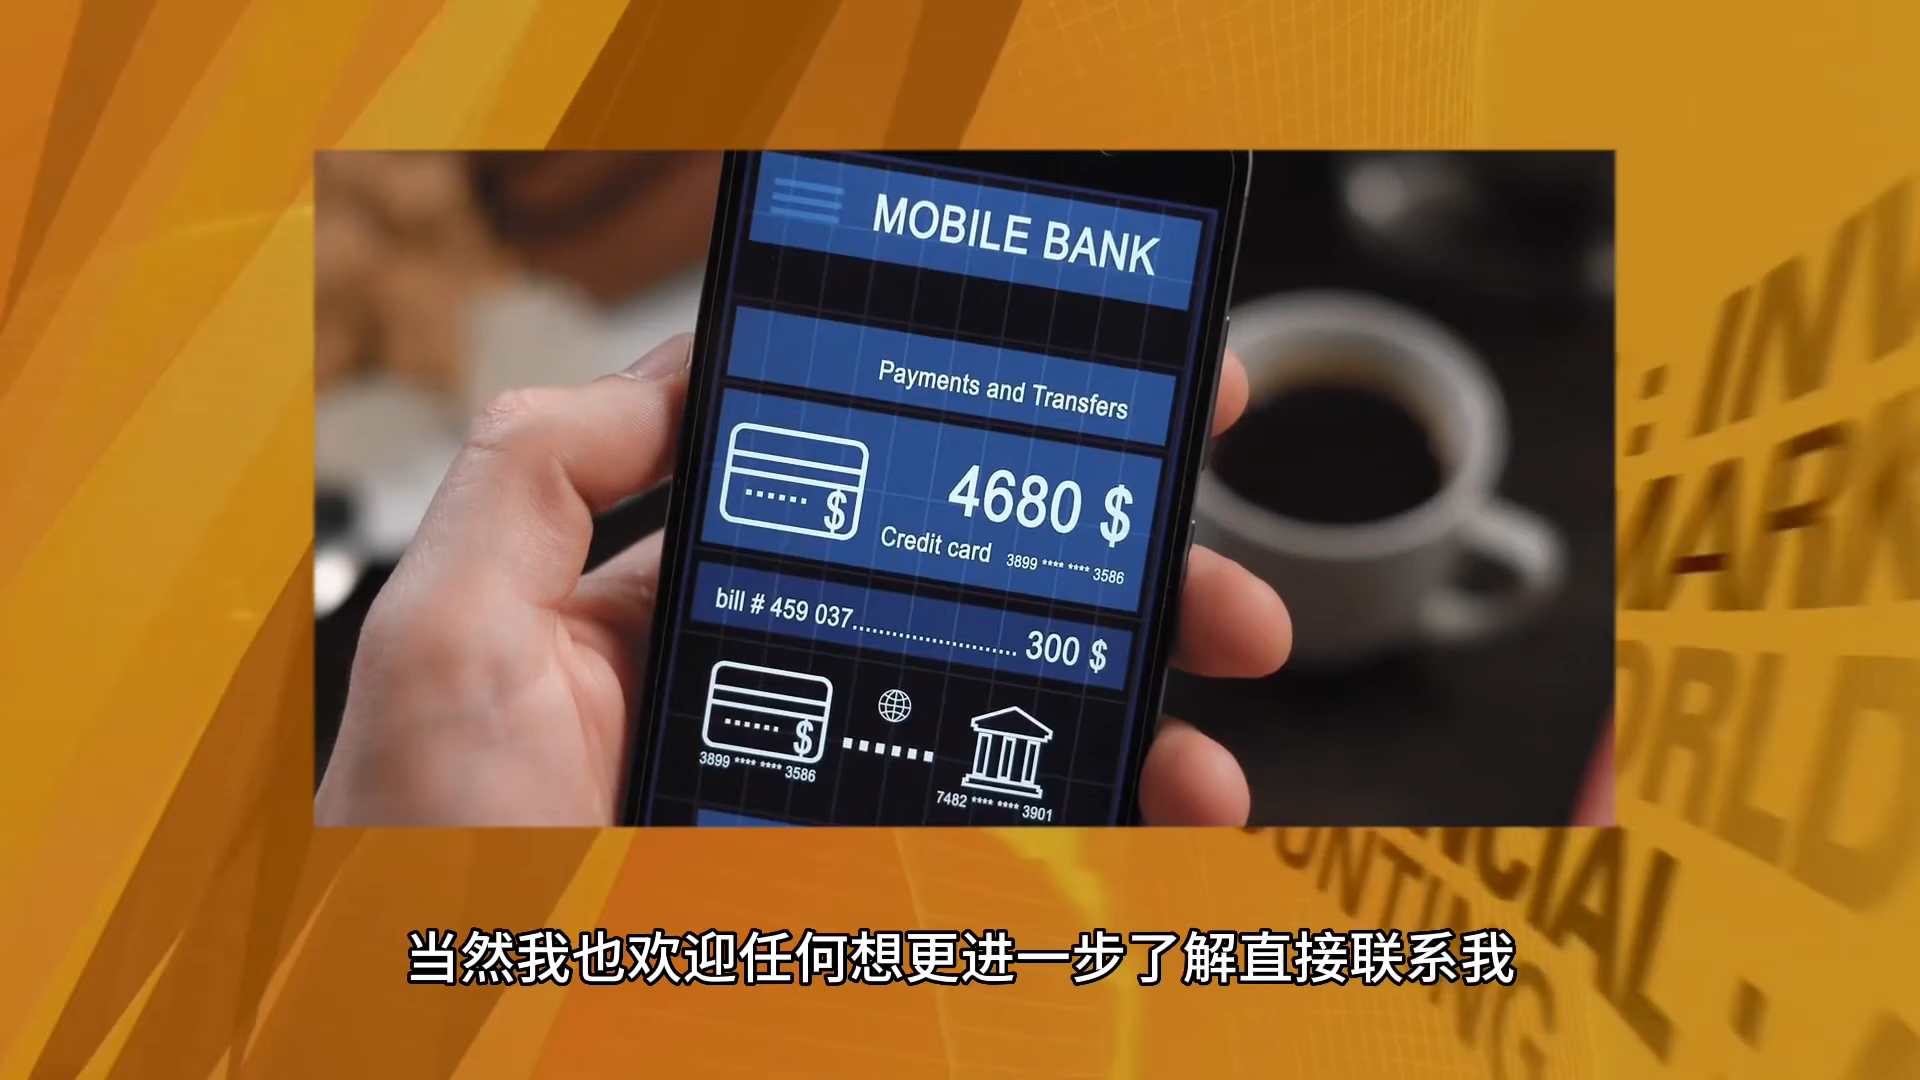 MOBILE BANK
Payments and Transfers
4680 $
Credit card 3899 **** **** 3586
bill # 459 037........................ 300 $
3899 **** **** 3586
7482 **** **** 3901
当然我也欢迎任何想更进一步了解直接联系我